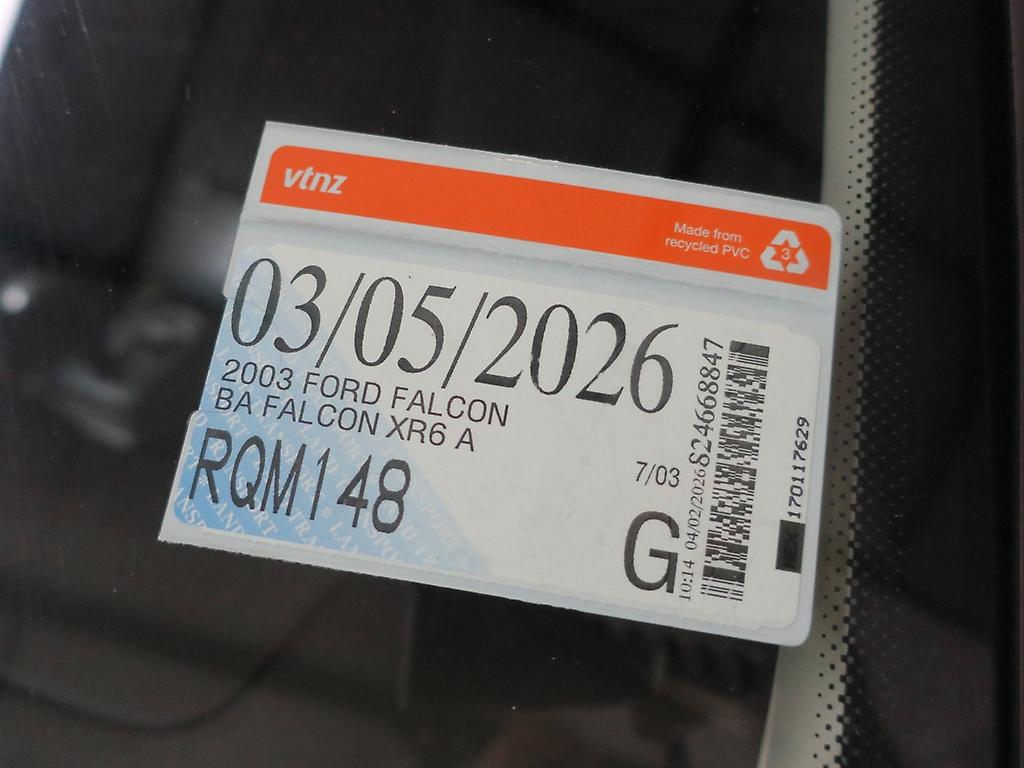 vtnz
Made from
recycled PVC
3
03/05/2026
2003 FORD FALCON
BA FALCON XR6 A
RQM148
7/03
G
10:14 04/02/2026
S24668847
170117629